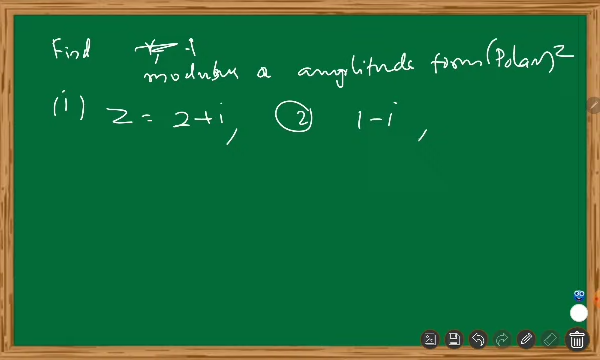 Find
modulus & amplitude form (Polar) z
(i) z = 2+i, (2) 1-i,